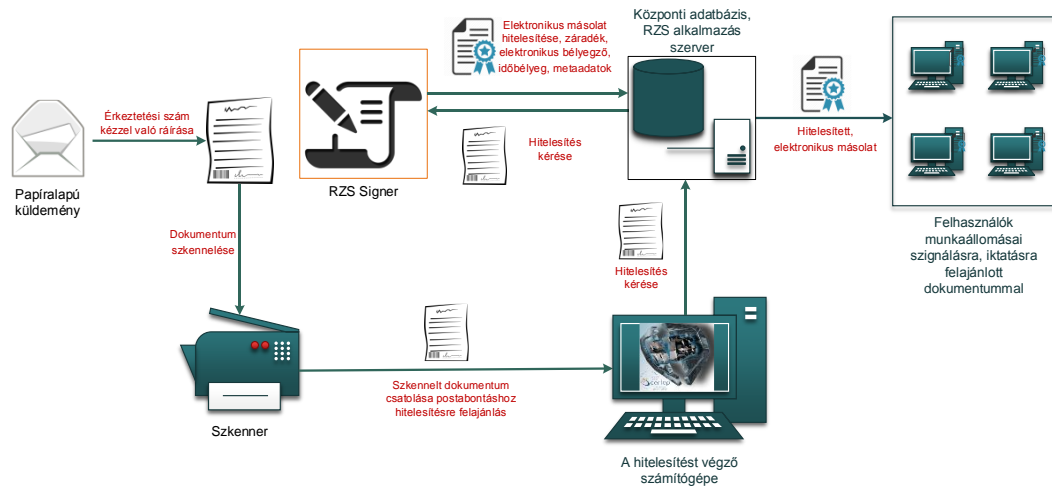 Elektronikus másolat
hitelesítése, záradék,
elektronikus bélyegző,
időbélyeg, metaadatok
Központi adatbázis,
RZS alkalmazás
szerver
Érkeztetési szám
kézzel való ráírása
Hitelesítés
kérése
Hitelesített,
elektronikus másolat
Papíralapú
küldemény
RZS Signer
Dokumentum
szkennelése
Hitelesítés
kérése
Felhasználók
munkaállomásai
szignálásra, iktatásra
felajánlott
dokumentummal
Szkennelt dokumentum
csatolása postabontáshoz
hitelesítésre felajánlás
Szkenner
A hitelesítést végző
számítógépe